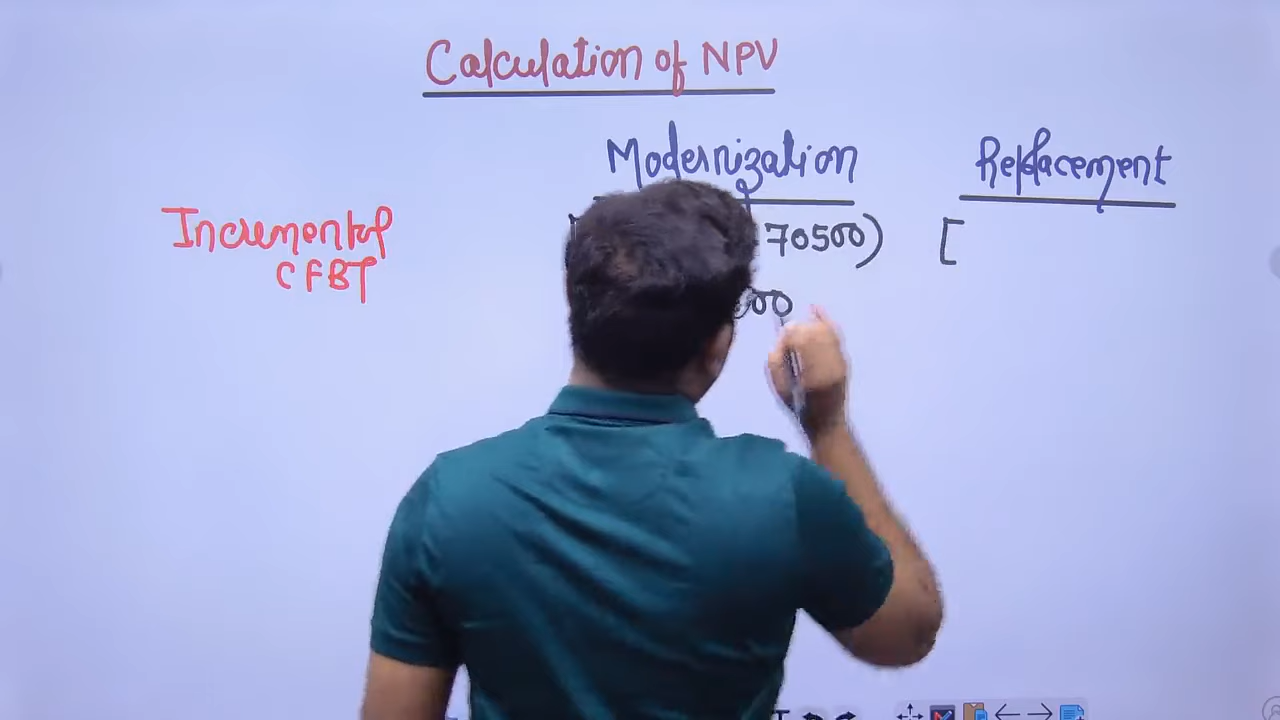 Calculation of NPV
Modernization Replacement
Incremental 70500) [
CFBT